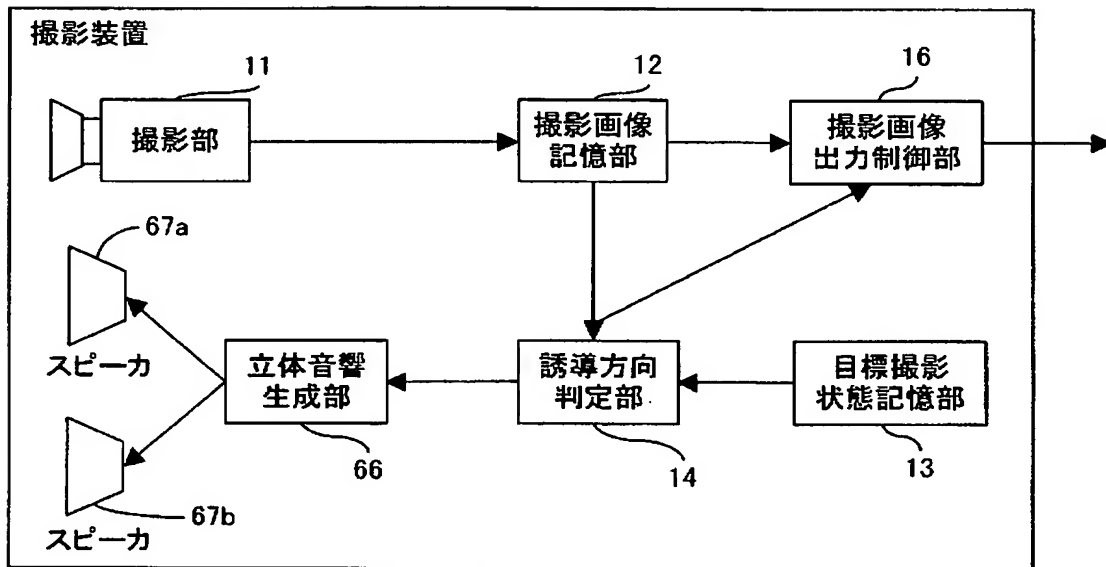 撮影装置
11
12
16
撮影部
撮影画像
記憶部
撮影画像
出力制御部
67a
スピーカ
立体音響
生成部
誘導方向
判定部
目標撮影
状態記憶部
66
14
13
67b
スピーカ